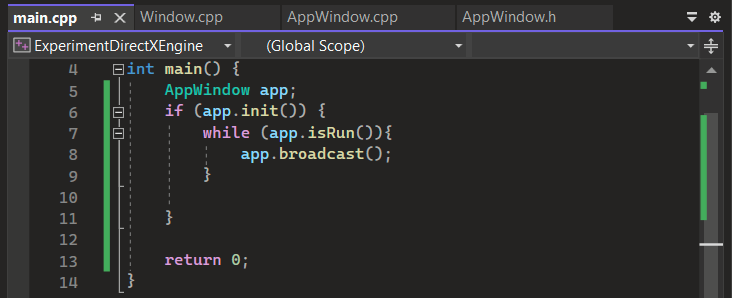 main.cpp Window.cpp AppWindow.cpp AppWindow.h
ExperimentDirectXEngine (Global Scope)
4 int main() {
5 AppWindow app;
6 if (app.init()) {
7 while (app.isRun()){
8 app.broadcast();
9 }
10
11 }
12
13 return 0;
14 }